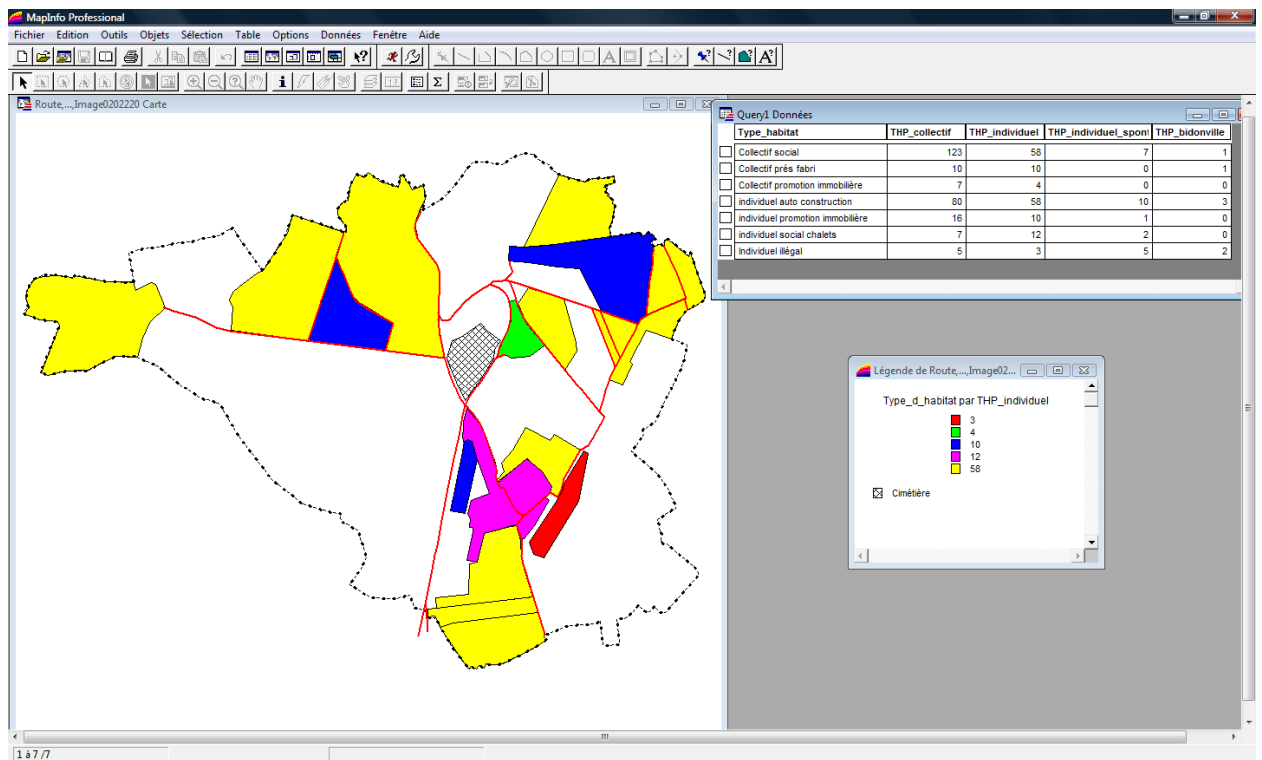 MapInfo Professional
Fichier Edition Outils Objets Sélection Table Options Données Fenêtre Aide
Route,...,Image0202220 Carte
Query1 Données
Type_habitat THP_collectif THP_individuel THP_individuel_spont THP_bidonville
Collectif social 123 58 7 1
Collectif prés fabri 10 10 0 1
Collectif promotion immobilière 7 4 0 0
individuel auto construction 80 58 10 3
individuel promotion immobilière 16 10 1 0
individuel social chalets 7 12 2 0
Individuel illégal 5 3 5 2
Légende de Route,...,Image02...
Type_d_habitat par THP_individuel
3
4
10
12
58
Cimétière
1 à 7 /7